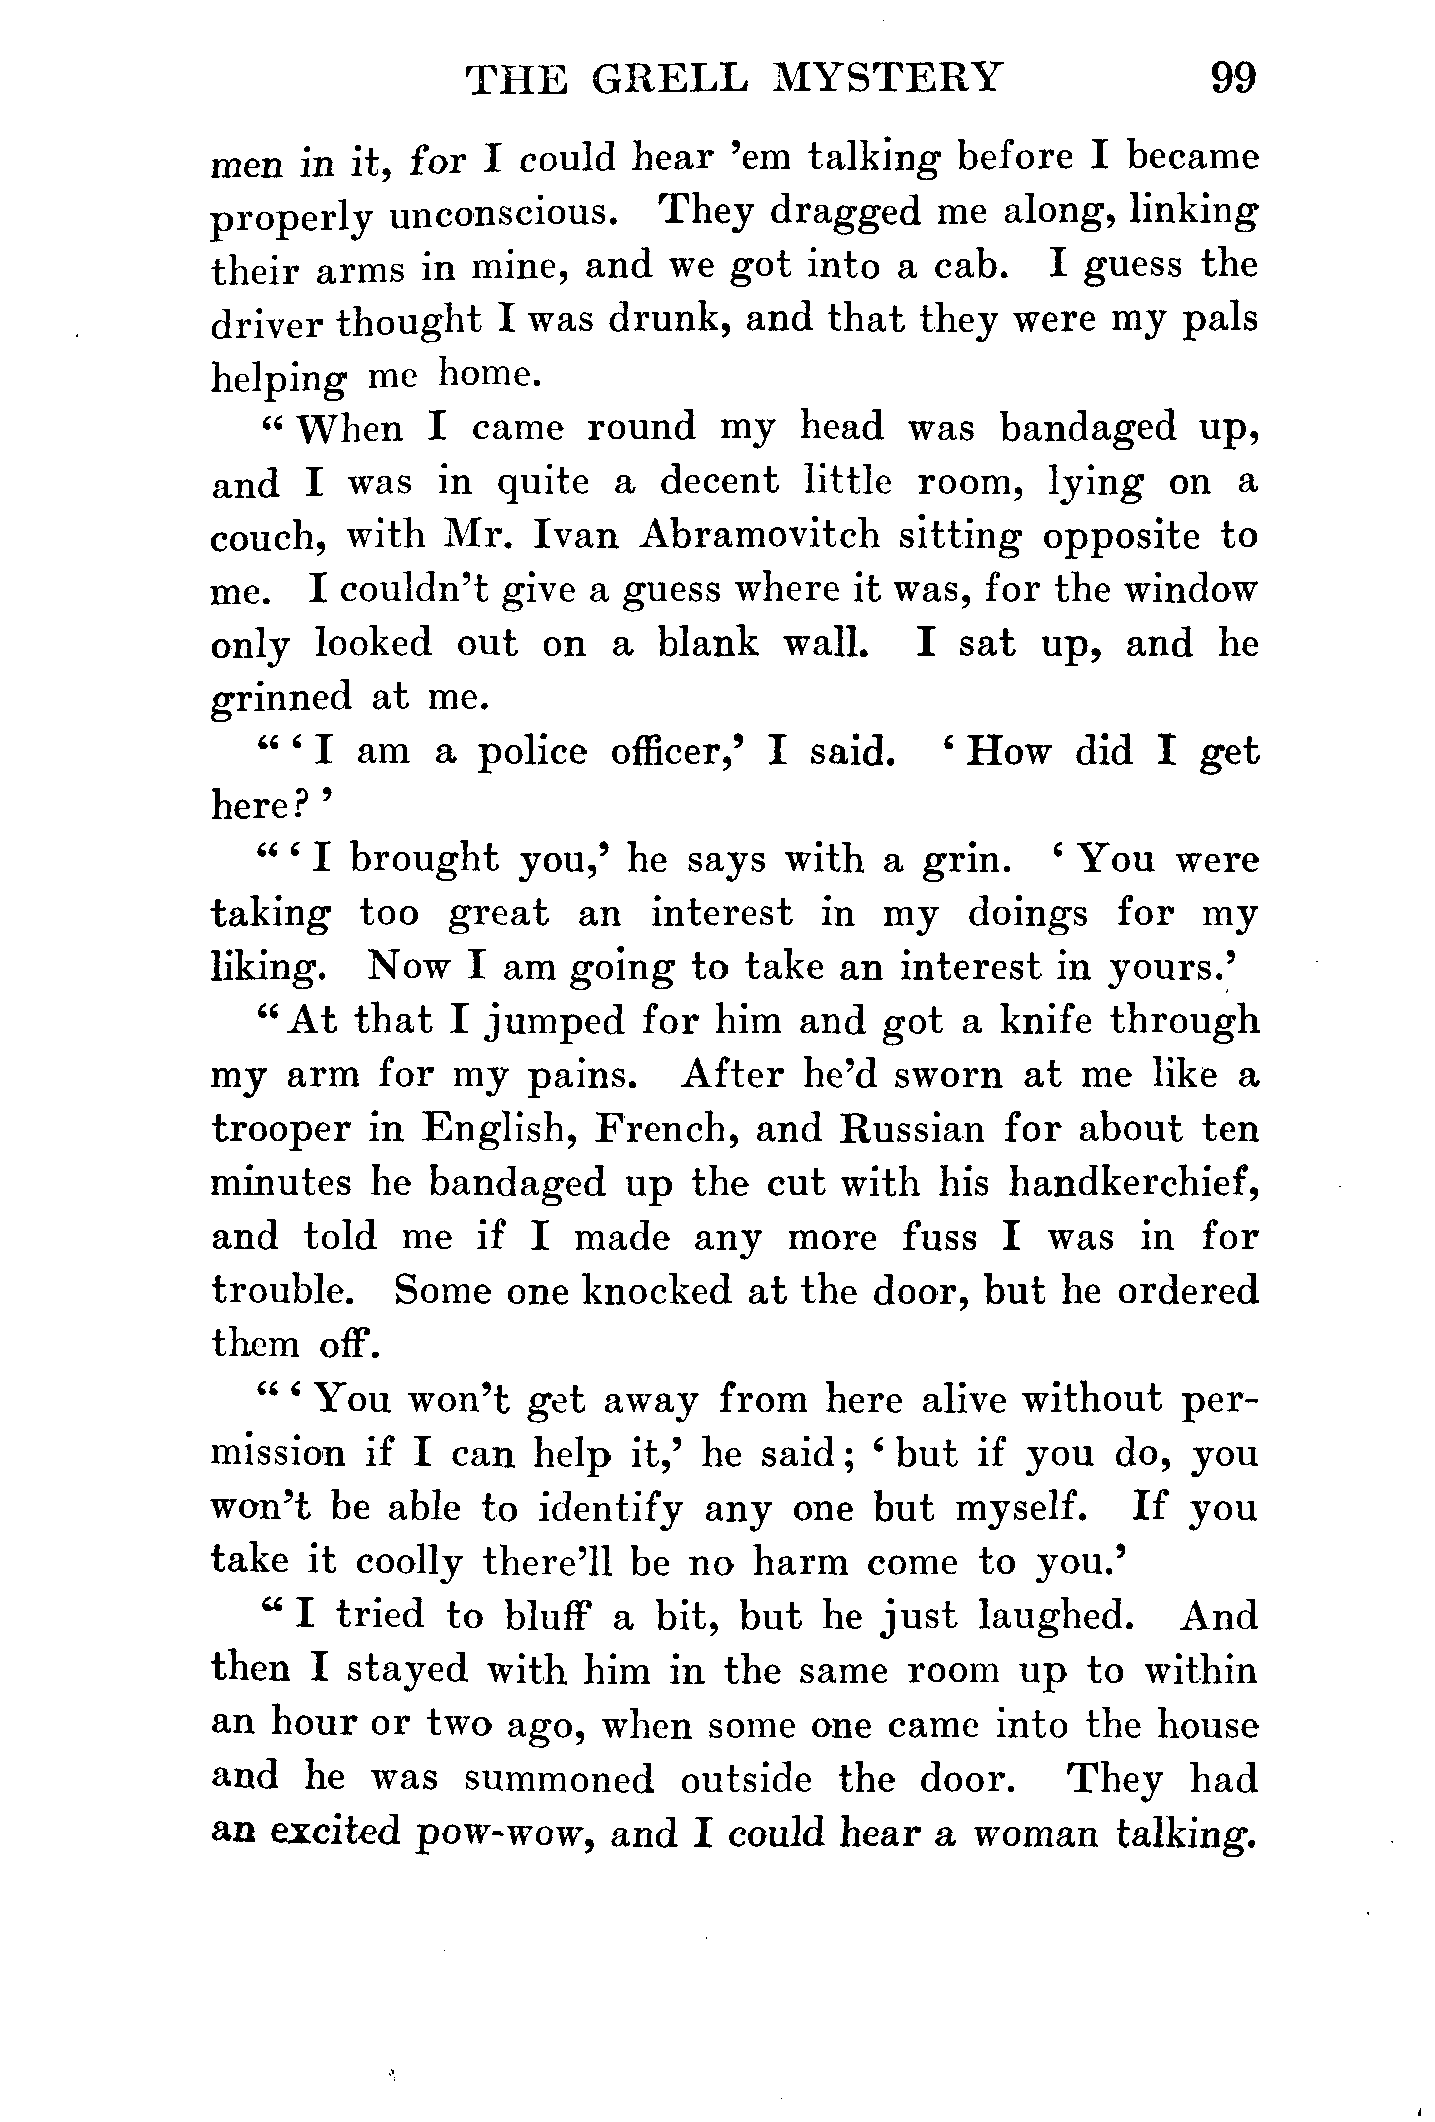 THE GRELL MYSTERY 99
men in it, for I could hear ’em talking before I became
properly unconscious. They dragged me along, linking
their arms in mine, and we got into a cab. I guess the
driver thought I was drunk, and that they were my pals
helping me home.
“ When I came round my head was bandaged up,
and I was in quite a decent little room, lying on a
couch, with Mr. Ivan Abramovitch sitting opposite to
me. I couldn’t give a guess where it was, for the window
only looked out on a blank wall. I sat up, and he
grinned at me.
“ ‘ I am a police officer,’ I said. ‘ How did I get
here? ’
“ ‘ I brought you,’ he says with a grin. ‘ You were
taking too great an interest in my doings for my
liking. Now I am going to take an interest in yours.’
“ At that I jumped for him and got a knife through
my arm for my pains. After he’d sworn at me like a
trooper in English, French, and Russian for about ten
minutes he bandaged up the cut with his handkerchief,
and told me if I made any more fuss I was in for
trouble. Some one knocked at the door, but he ordered
them off.
“ ‘ You won’t get away from here alive without per-
mission if I can help it,’ he said ; ‘ but if you do, you
won’t be able to identify any one but myself. If you
take it coolly there’ll be no harm come to you.’
“ I tried to bluff a bit, but he just laughed. And
then I stayed with him in the same room up to within
an hour or two ago, when some one came into the house
and he was summoned outside the door. They had
an excited pow-wow, and I could hear a woman talking.